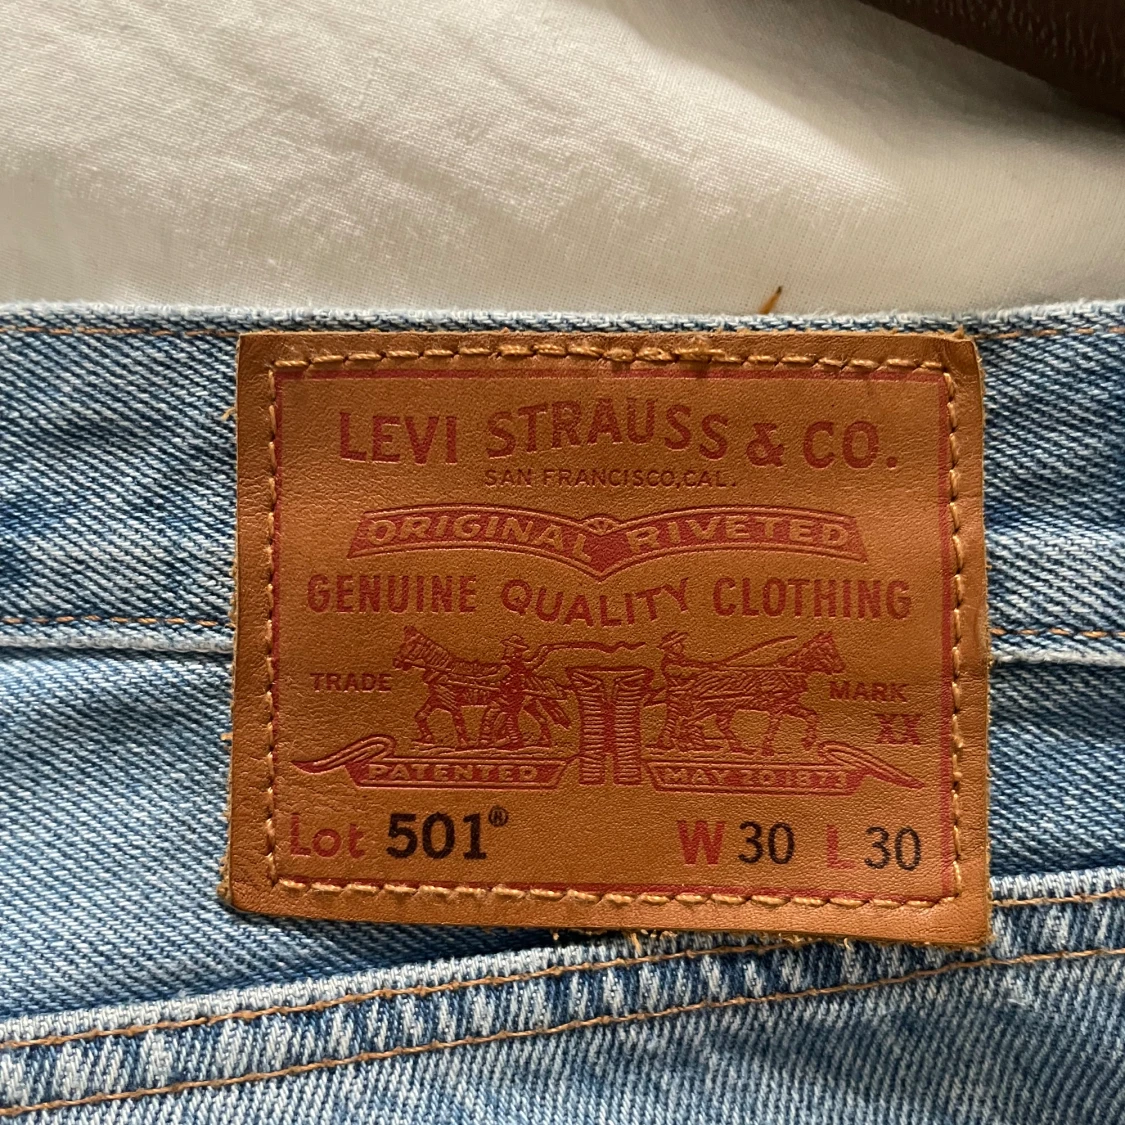 LEVI STRAUSS & CO.
SAN FRANCISCO, CAL.
ORIGINAL RIVETED
GENUINE QUALITY CLOTHING
TRADE MARK
XX
PATENTED MAY 20 1873
Lot 501® W 30 L 30